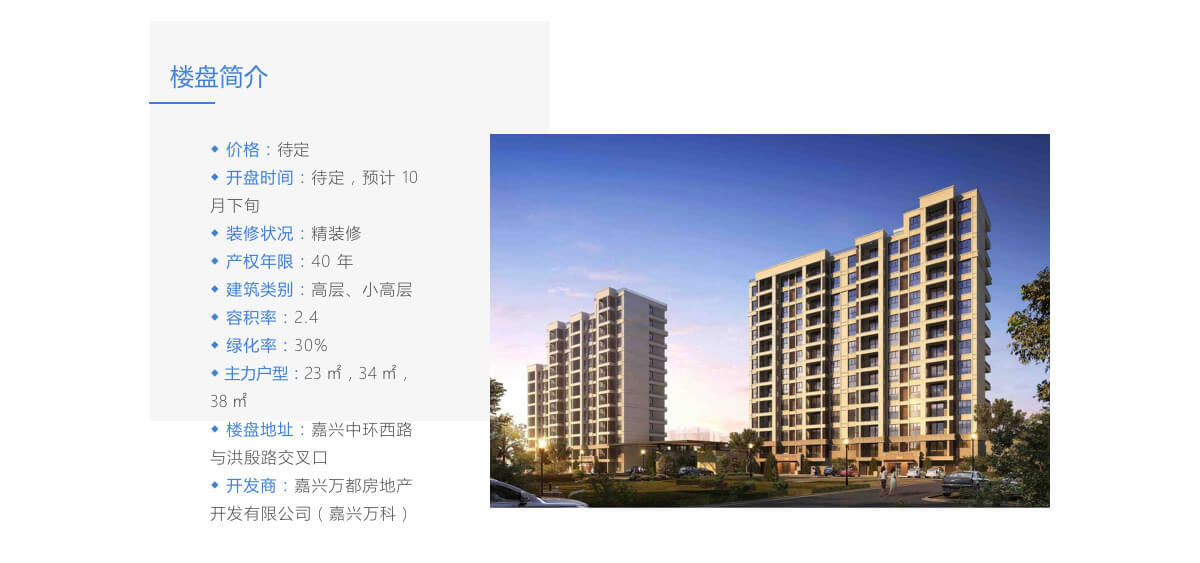 楼盘简介
◆ 价格：待定
◆ 开盘时间：待定，预计 10
月下旬
◆ 装修状况：精装修
◆ 产权年限：40 年
◆ 建筑类别：高层、小高层
◆ 容积率：2.4
◆ 绿化率：30%
◆ 主力户型：23 ㎡，34 ㎡，
38 ㎡
◆ 楼盘地址：嘉兴中环西路
与洪殷路交叉口
◆ 开发商：嘉兴万都房地产
开发有限公司（嘉兴万科）